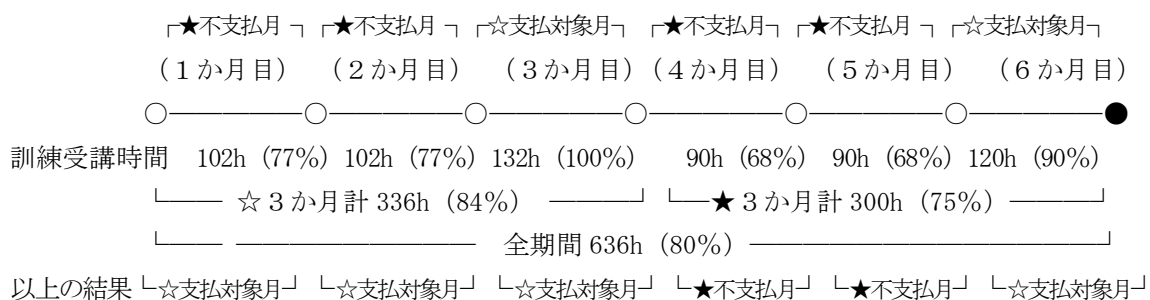 ┌★不支払月 ┐┌★不支払月 ┐┌☆支払対象月┐ ┌★不支払月┐┌★不支払月 ┐┌☆支払対象月┐
（１か月目） （２か月目） （３か月目）（４か月目） （５か月目） （６か月目）
○―――――○―――――○―――――○―――――○―――――○―――――●
訓練受講時間 102h（77%）102h（77%）132h（100%） 90h（68%） 90h（68%）120h（90%）
└―― ☆３か月計 336h（84%） ―――┘└―★３か月計 300h（75%）―――┘
└―― ――――――――― 全期間 636h（80%）―――――――――――――┘
以上の結果└☆支払対象月┘ └☆支払対象月┘ └☆支払対象月┘ └★不支払月┘ └★不支払月┘ └☆支払対象月┘